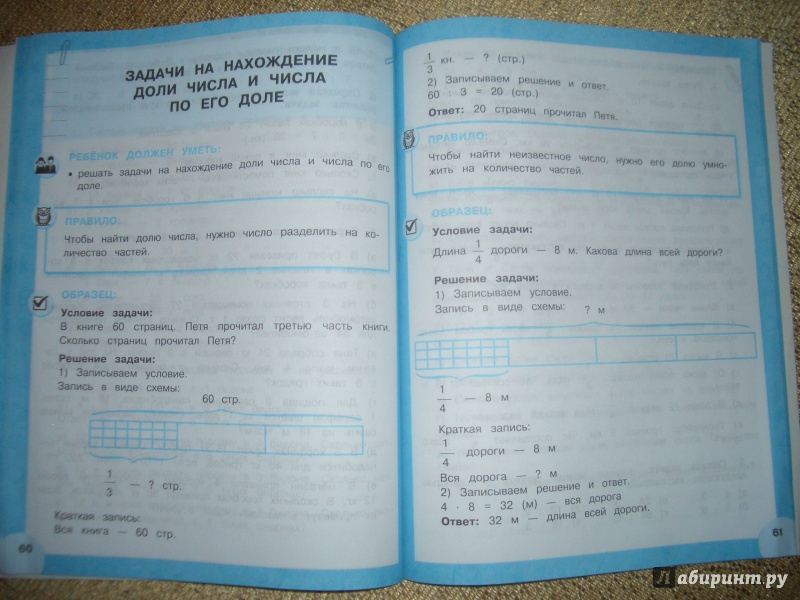 ЗАДАЧИ НА НАХОЖДЕНИЕ
ДОЛИ ЧИСЛА И ЧИСЛА
ПО ЕГО ДОЛЕ
РЕБЁНОК ДОЛЖЕН УМЕТЬ:
• решать задачи на нахождение доли числа и числа по его
доле.
ПРАВИЛО:
Чтобы найти долю числа, нужно число разделить на ко-
личество частей.
ОБРАЗЕЦ:
Условие задачи:
В книге 60 страниц. Петя прочитал третью часть книги.
Сколько страниц прочитал Петя?
Решение задачи:
1) Записываем условие.
Запись в виде схемы:
60 стр.
1/3 — ? стр.
Краткая запись:
Вся книга — 60 стр.
60
1/3 кн. — ? (стр.)
2) Записываем решение и ответ.
60 : 3 = 20 (стр.)
Ответ: 20 страниц прочитал Петя.
ПРАВИЛО:
Чтобы найти неизвестное число, нужно его долю умно-
жить на количество частей.
ОБРАЗЕЦ:
Условие задачи:
Длина 1/4 дороги — 8 м. Какова длина всей дороги?
Решение задачи:
1) Записываем условие.
Запись в виде схемы: ? м
1/4 — 8 м
Краткая запись:
1/4 дороги — 8 м
Вся дорога — ? м
2) Записываем решение и ответ.
4 · 8 = 32 (м) — вся дорога
Ответ: 32 м — длина всей дороги.
61
Лабиринт.ру